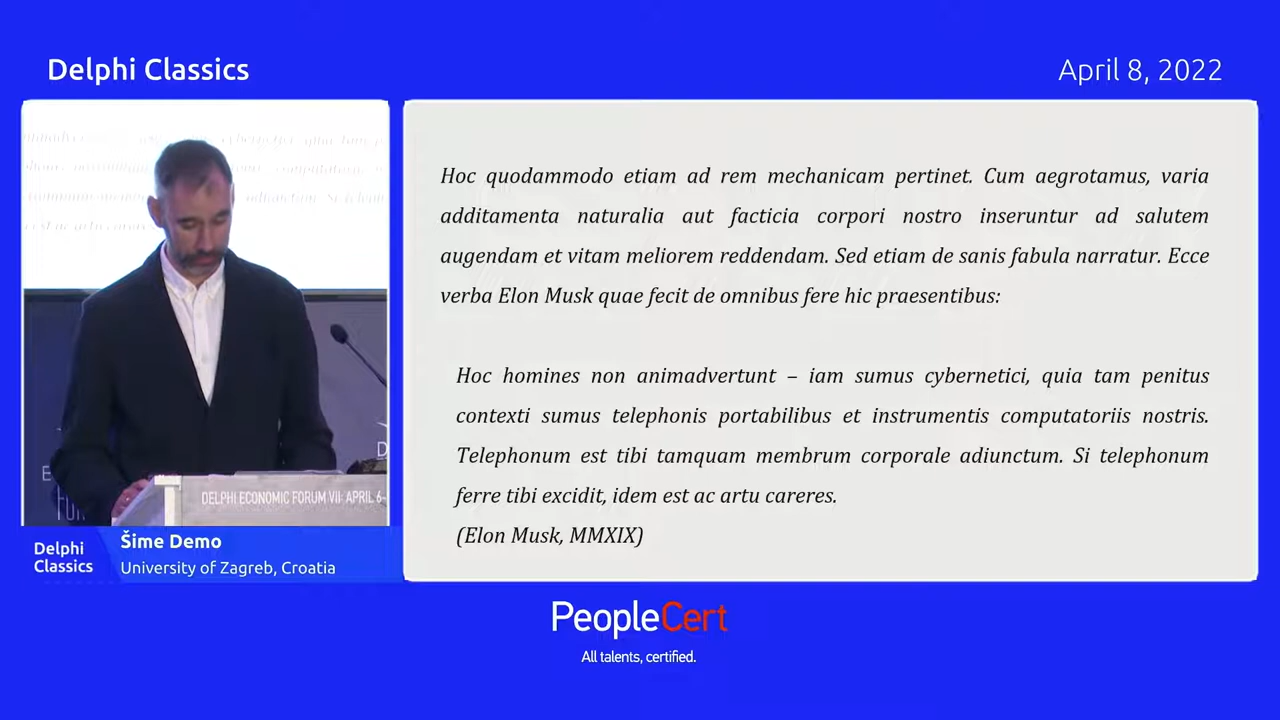 Delphi Classics
April 8, 2022
Hoc quodammodo etiam ad rem mechanicam pertinet. Cum aegrotamus, varia
additamenta naturalia aut facticia corpori nostro inseruntur ad salutem
augendam et vitam meliorem reddendam. Sed etiam de sanis fabula narratur. Ecce
verba Elon Musk quae fecit de omnibus fere hic praesentibus:
Hoc homines non animadvertunt – iam sumus cybernetici, quia tam penitus
contexti sumus telephonis portabilibus et instrumentis computatoriis nostris.
Telephonum est tibi tamquam membrum corporale adiunctum. Si telephonum
ferre tibi excidit, idem est ac artu careres.
(Elon Musk, MMXIX)
DELPHI ECONOMIC FORUM VII APRIL 6-
Delphi
Classics
Šime Demo
University of Zagreb, Croatia
PeopleCert
All talents, certified.